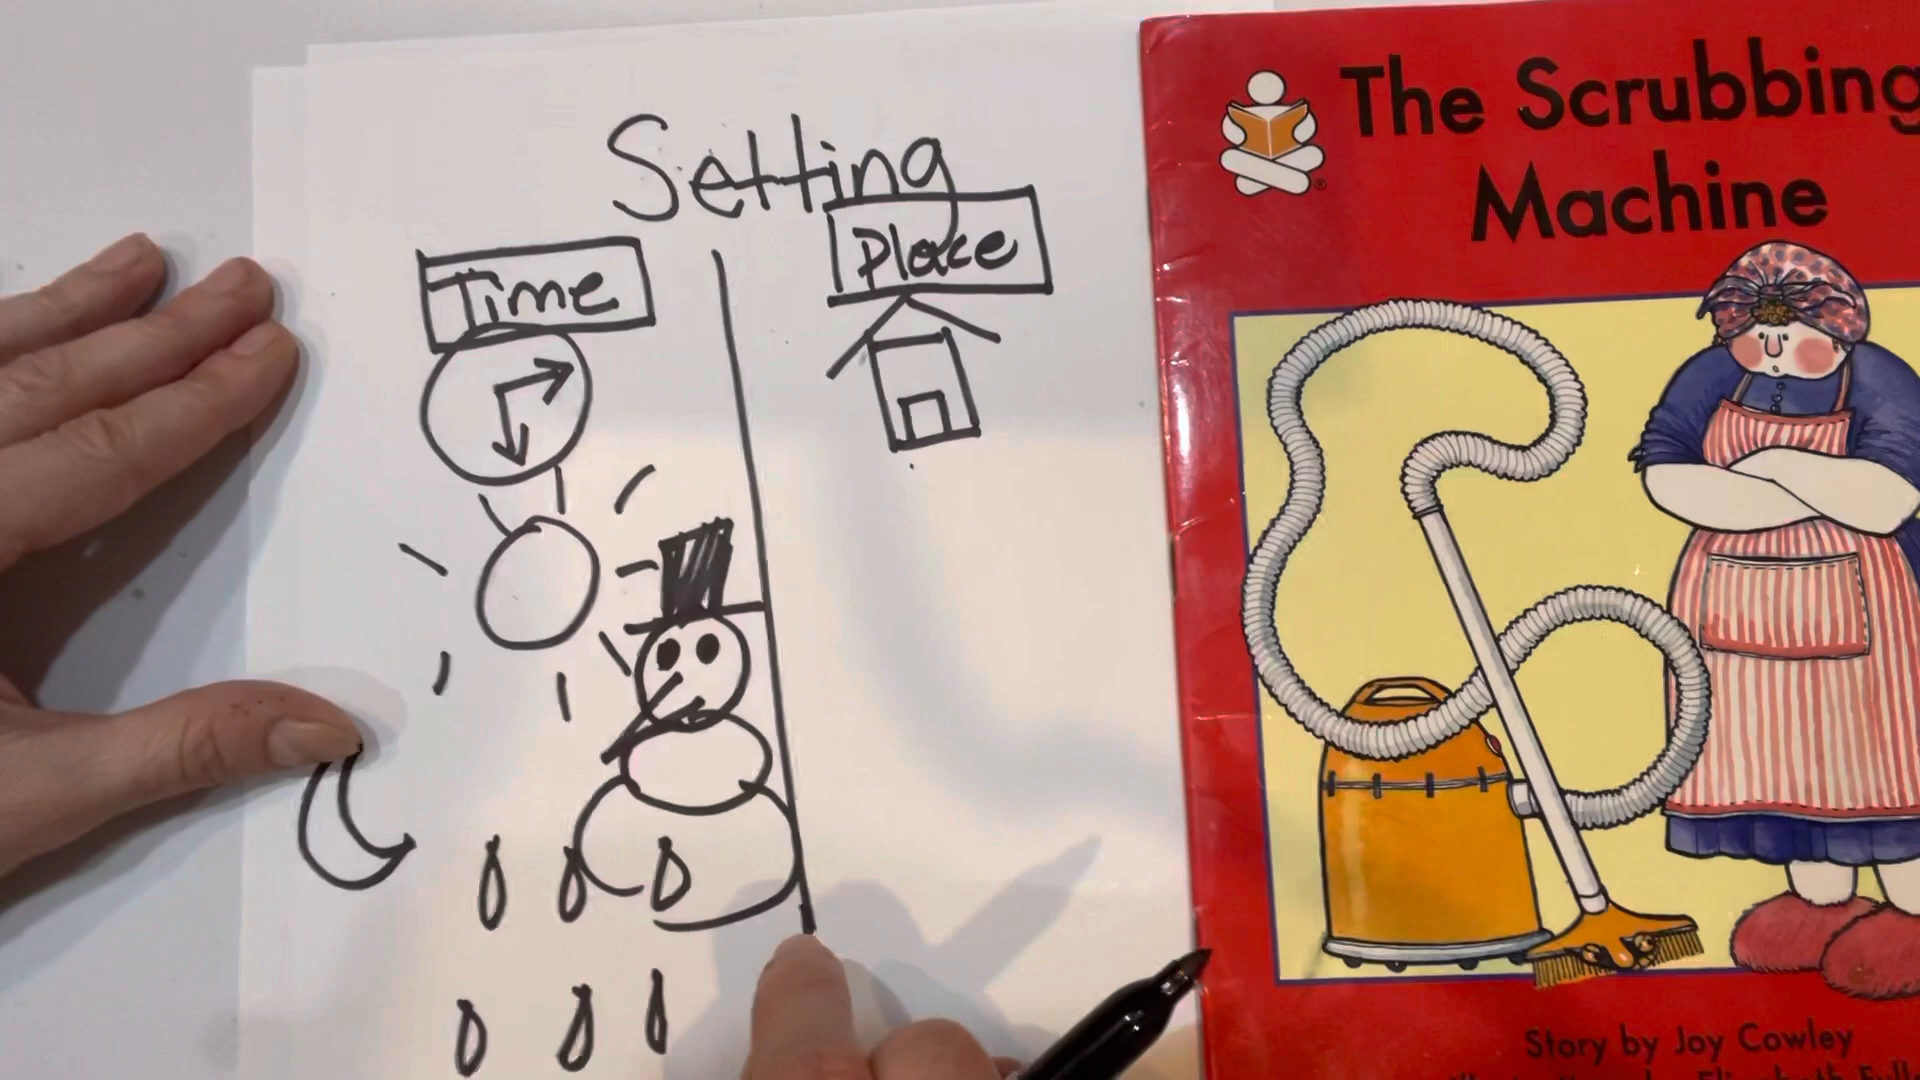 Setting
Time
Place
The Scrubbing
Machine
Story by Joy Cowley